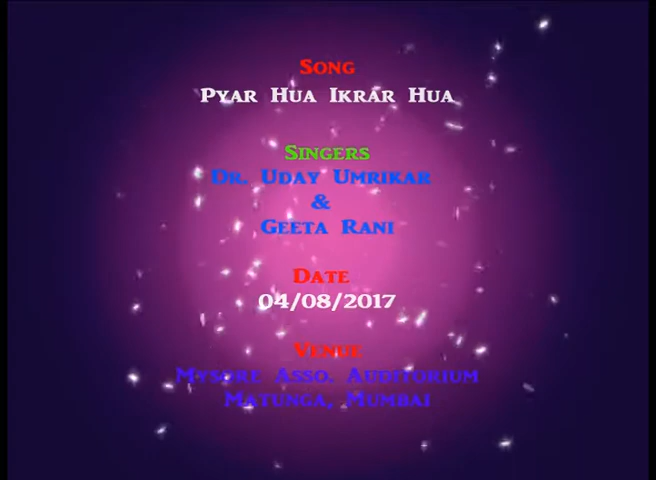 Song
Pyar Hua Ikrar Hua
Singers
Dr. Uday Umrikar
&
Geeta Rani
Date
04/08/2017
Venue
Mysore Asso. Auditorium
Matunga, Mumbai